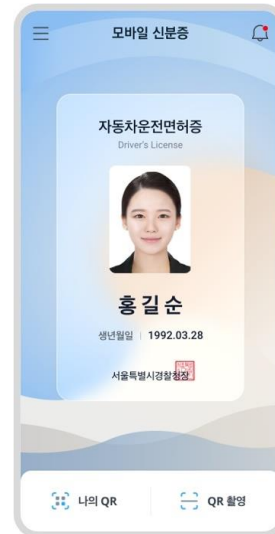 모바일 신분증
자동차운전면허증
Driver's License
홍길순
생년월일 | 1992.03.28
서울특별시경찰청장
나의 QR
QR 촬영